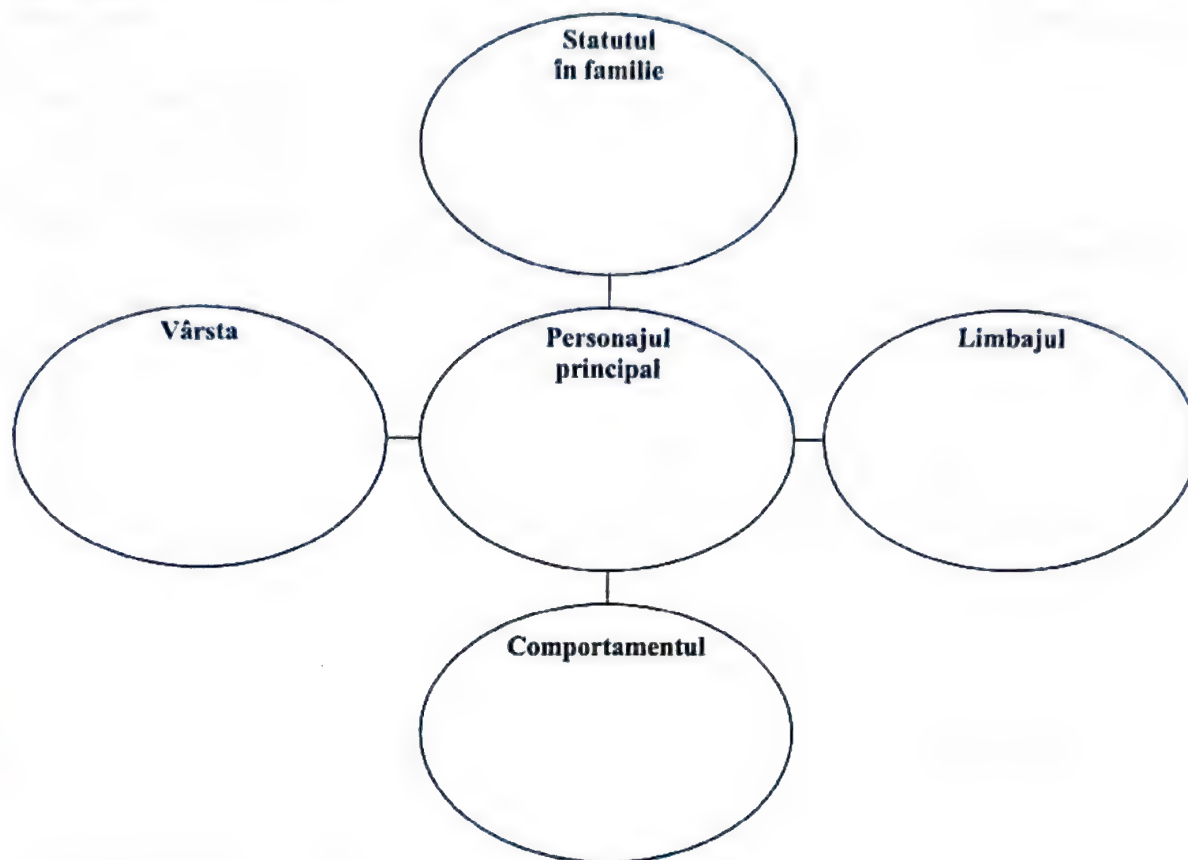 Statutul
în familie
Vârsta
Personajul
principal
Limbajul
Comportamentul